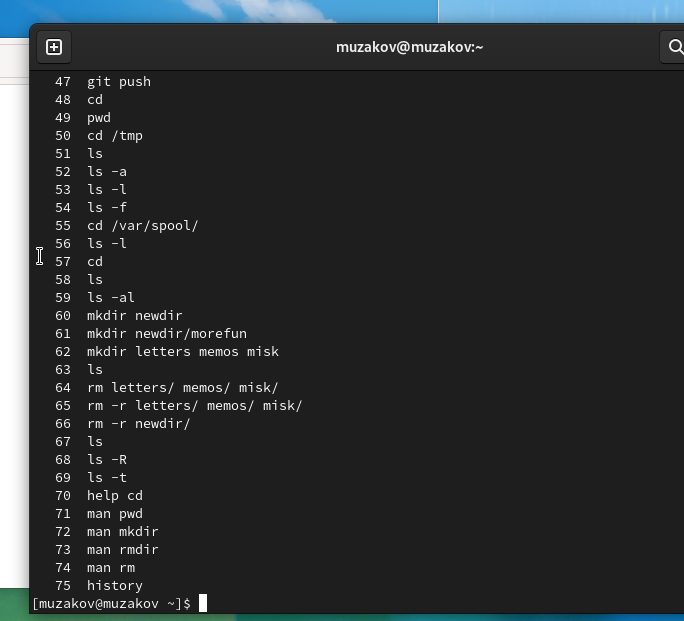 muzakov@muzakov:~
47 git push
48 cd
49 pwd
50 cd /tmp
51 ls
52 ls -a
53 ls -l
54 ls -f
55 cd /var/spool/
56 ls -l
57 cd
58 ls
59 ls -al
60 mkdir newdir
61 mkdir newdir/morefun
62 mkdir letters memos misk
63 ls
64 rm letters/ memos/ misk/
65 rm -r letters/ memos/ misk/
66 rm -r newdir/
67 ls
68 ls -R
69 ls -t
70 help cd
71 man pwd
72 man mkdir
73 man rmdir
74 man rm
75 history
[muzakov@muzakov ~]$